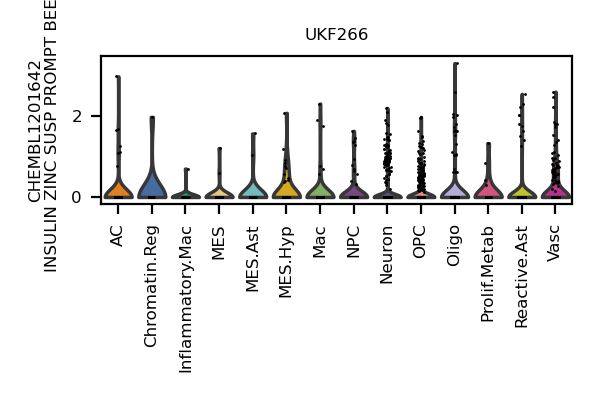 UKF266
CHEMBL1201642
INSULIN ZINC SUSP PROMPT BEE
2
0
AC
Chromatin.Reg
Inflammatory.Mac
MES
MES.Ast
MES.Hyp
Mac
NPC
Neuron
OPC
Oligo
Prolif.Metab
Reactive.Ast
Vasc